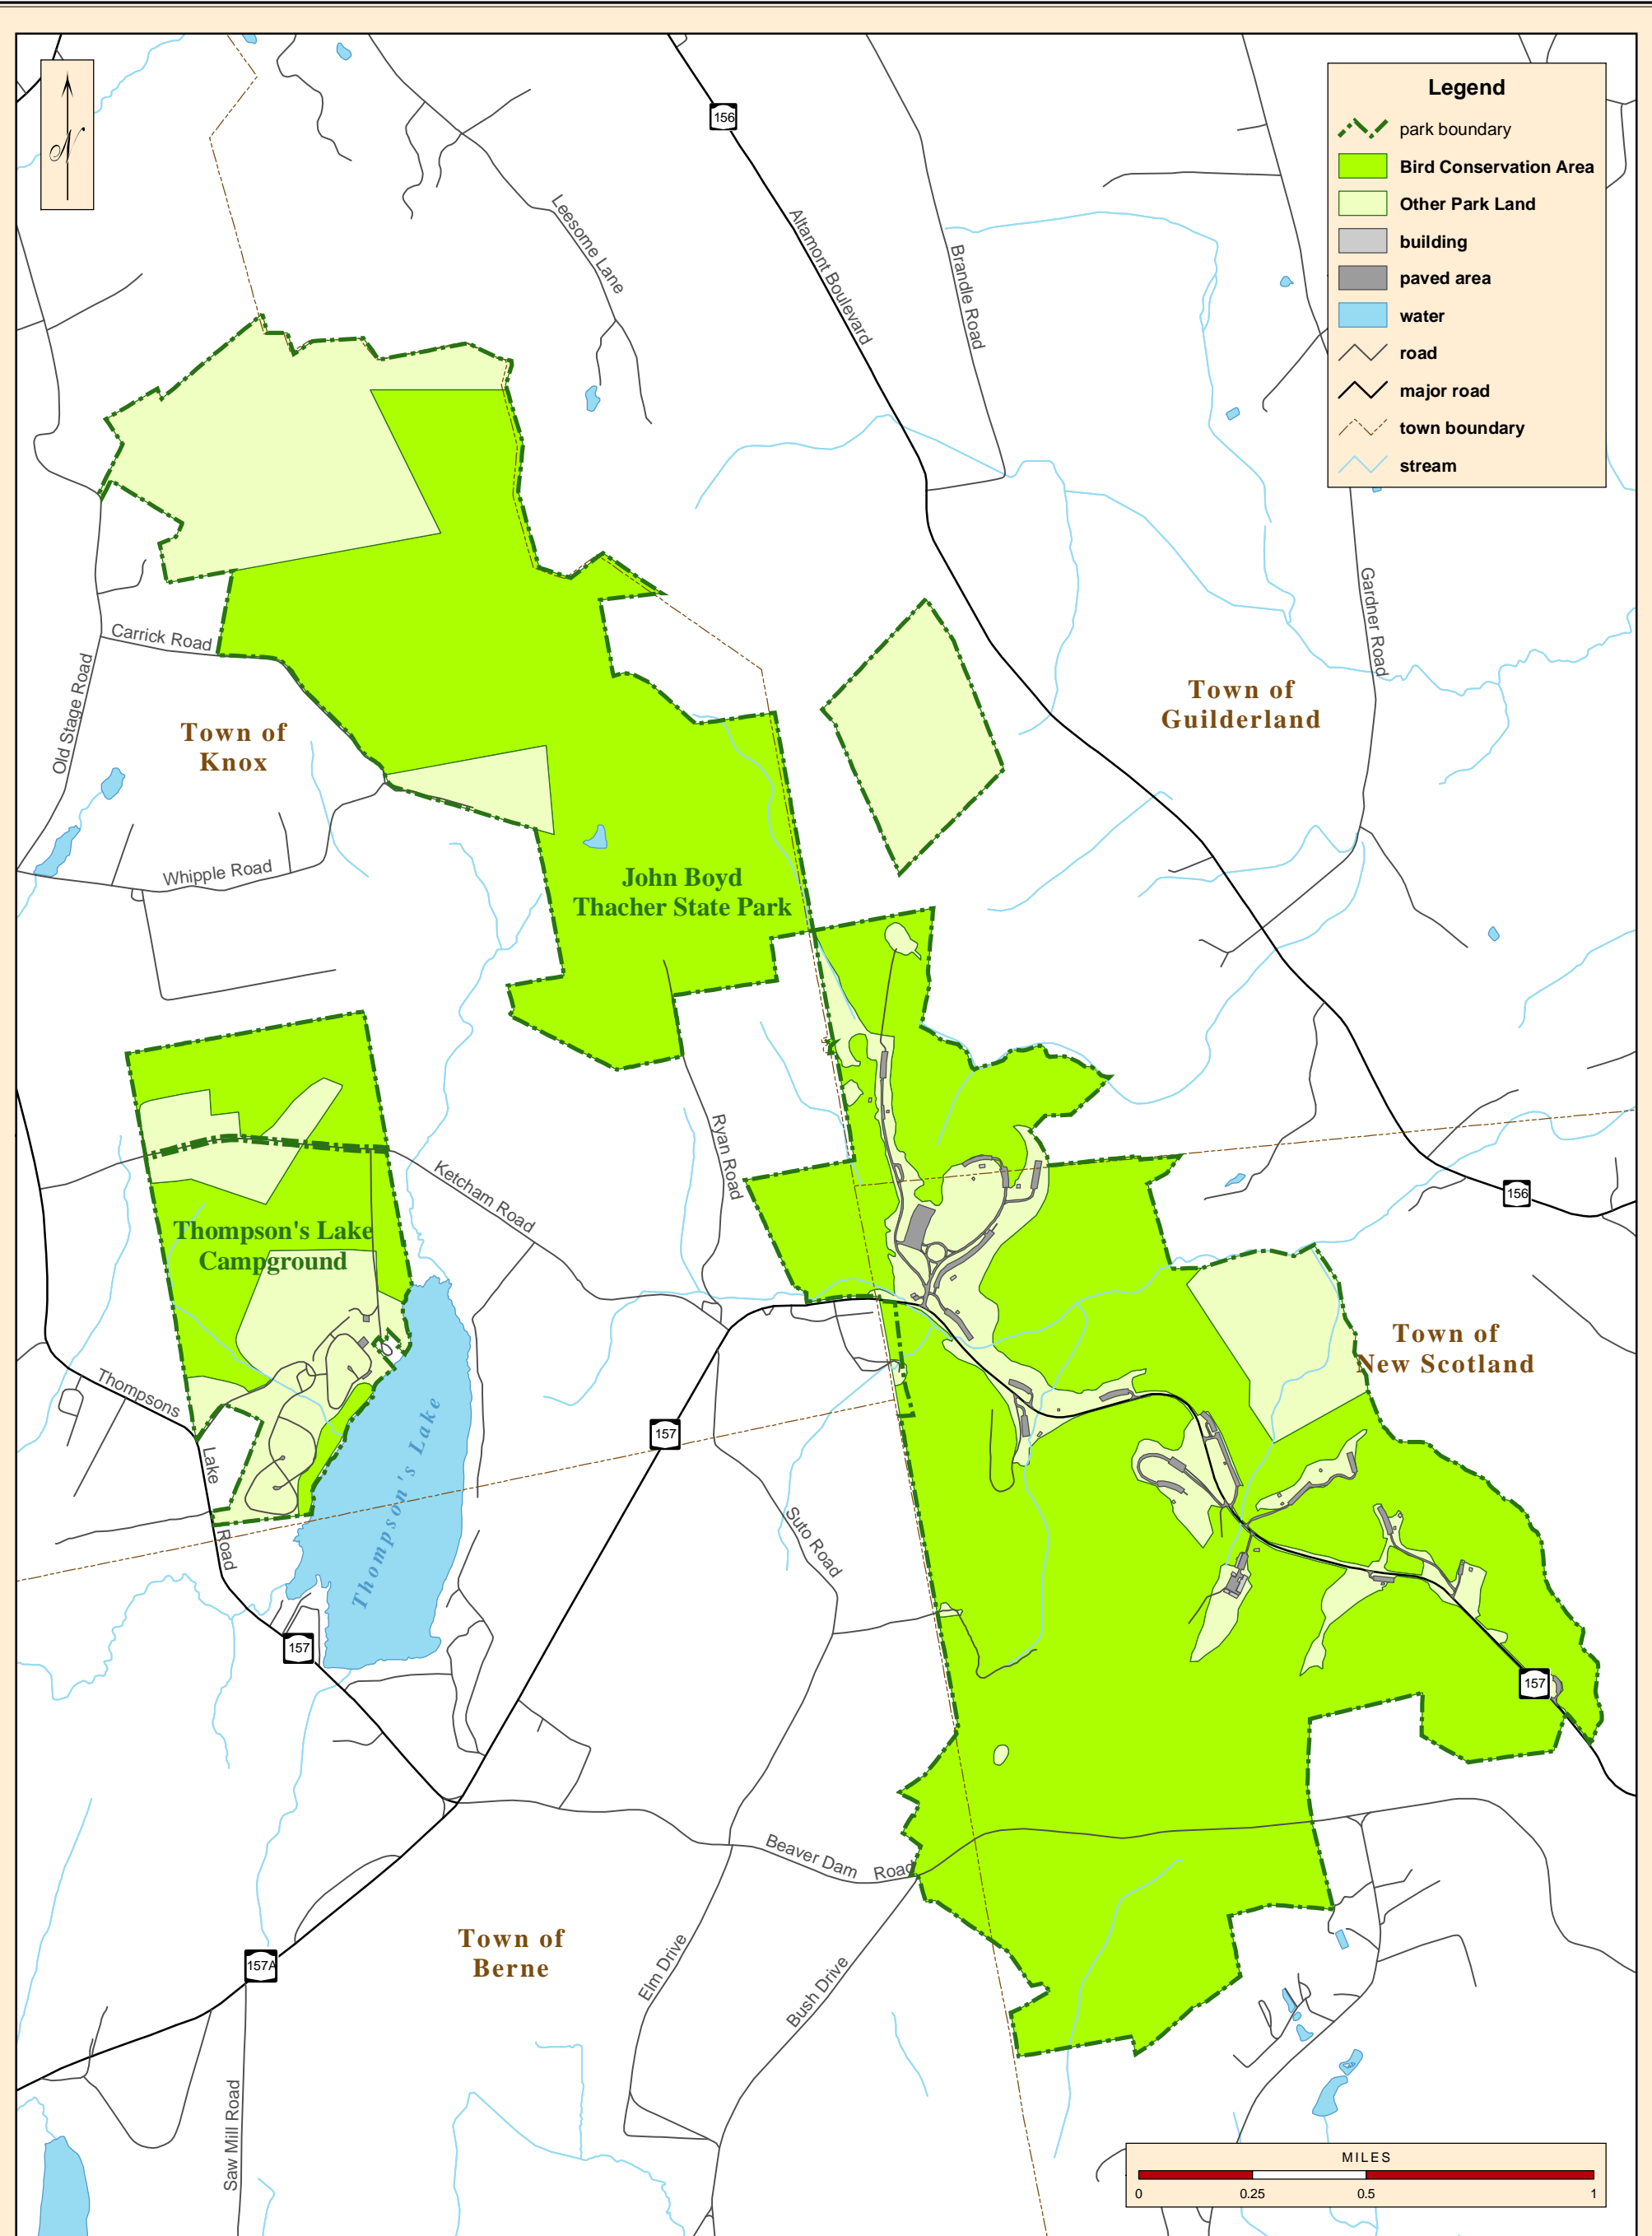 N
156
Legend
park boundary
Bird Conservation Area
Other Park Land
building
paved area
water
road
major road
town boundary
stream
Leesome Lane
Altamont Boulevard
Brandle Road
Gardner Road
Carrick Road
Old Stage Road
Town of
Knox
Town of
Guilderland
Whipple Road
John Boyd
Thacher State Park
Ryan Road
Ketcham Road
156
Thompson's Lake
Campground
Town of
New Scotland
Thompsons
Lake
Road
Thompson's Lake
157
Suto Road
157
157
Beaver Dam Road
Town of
Berne
Elm Drive
Bush Drive
157A
Saw Mill Road
MILES
0 0.25 0.5 1